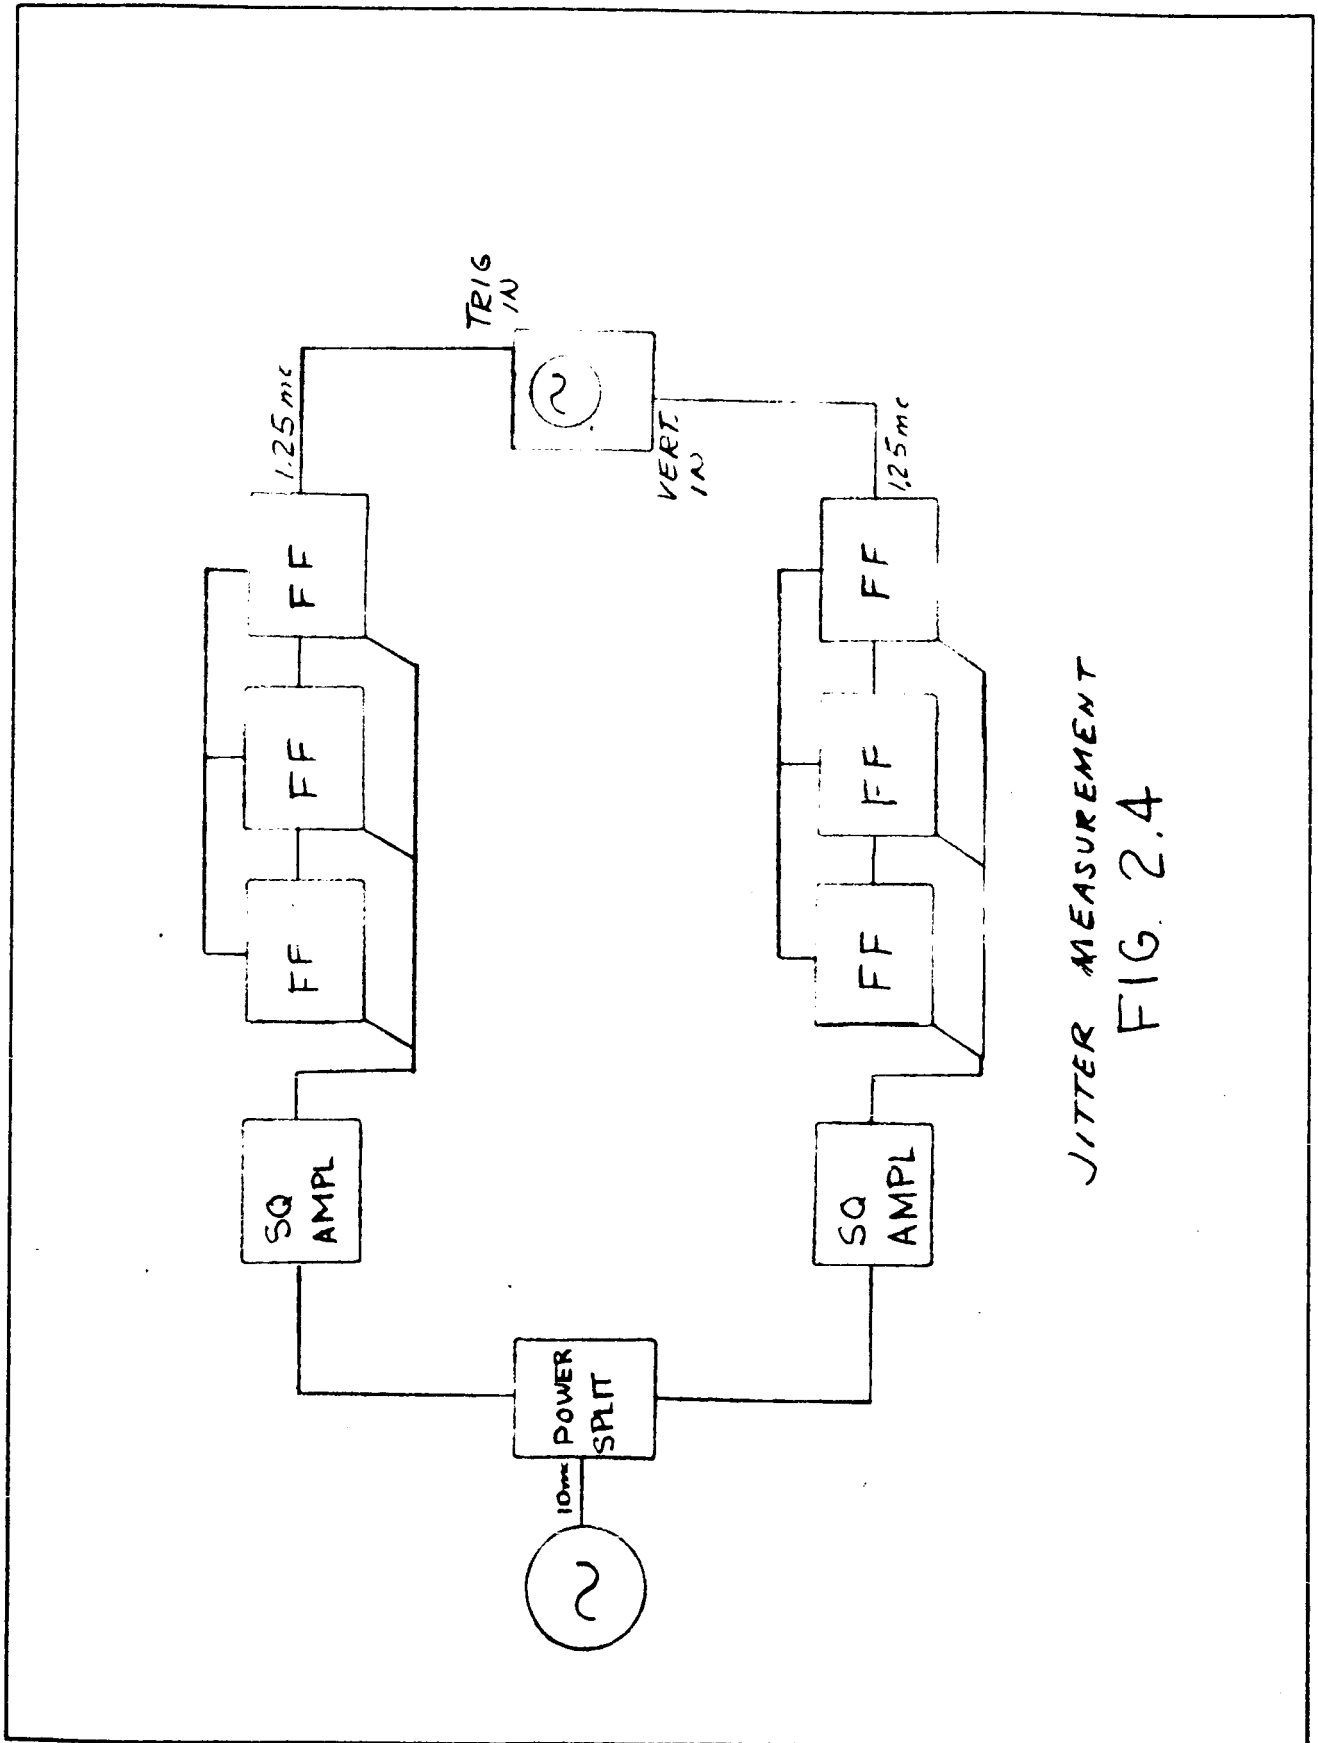 1.25mc
TRIG
IN
FF
FF
FF
SQ
AMPL
10mc
POWER
SPLIT
VERT.
IN
SQ
AMPL
FF
FF
FF
1.25mc
JITTER MEASUREMENT
FIG. 2.4